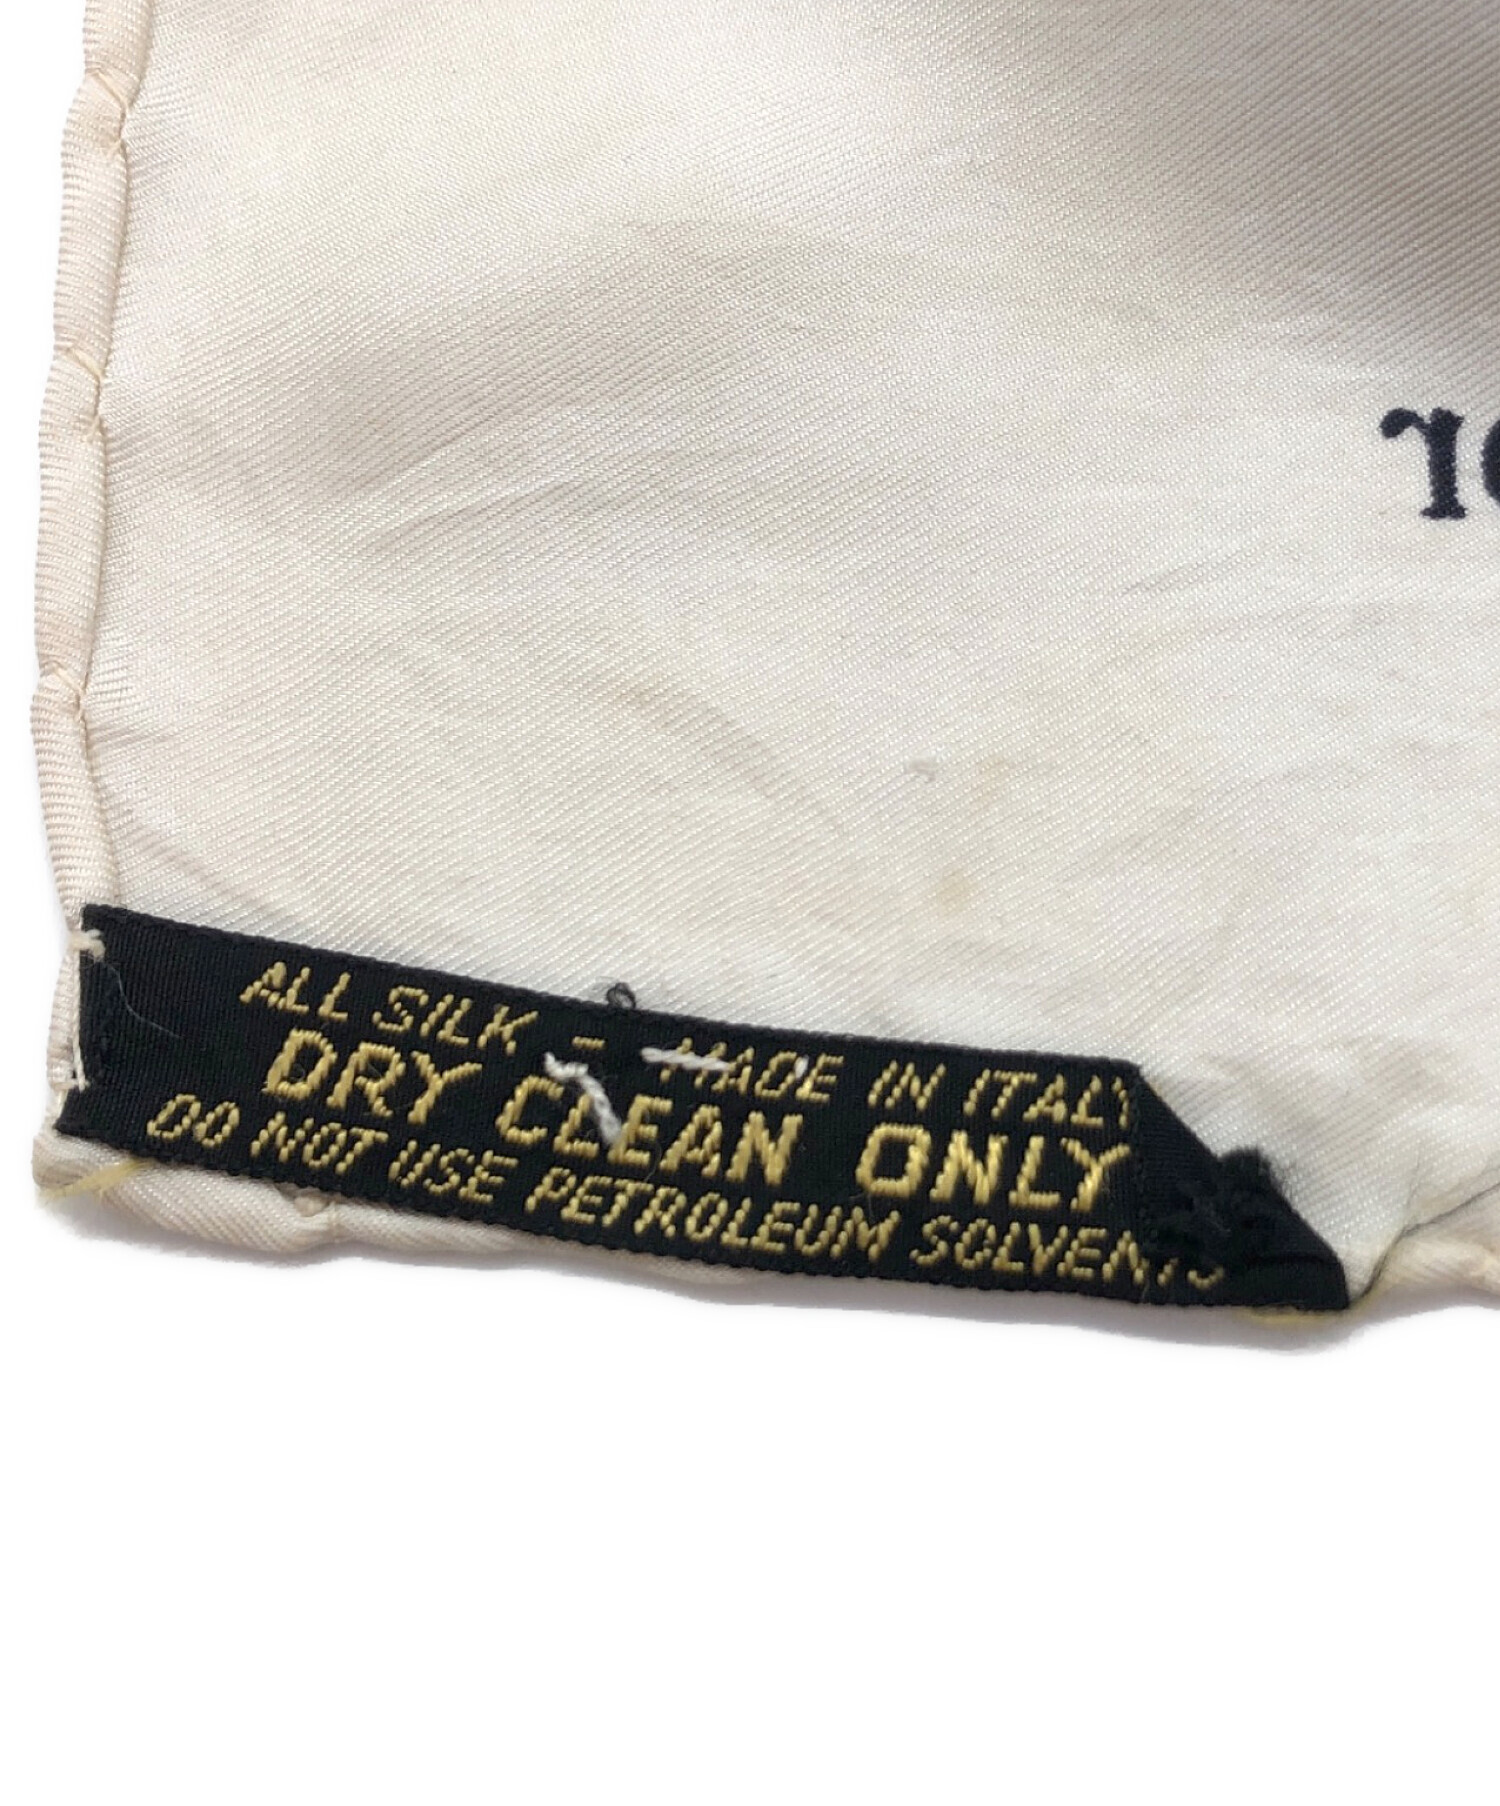 ALL SILK - MADE IN ITALY
DRY CLEAN ONLY
DO NOT USE PETROLEUM SOLVENTS